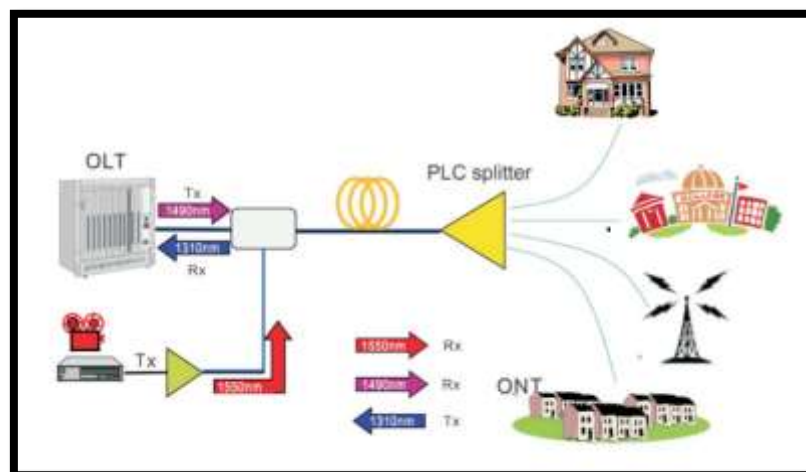 OLT
Tx
1490nm
1310nm
Rx
PLC splitter
Tx
1550nm
1550nm Rx
1490nm Rx
1310nm Tx
ONT